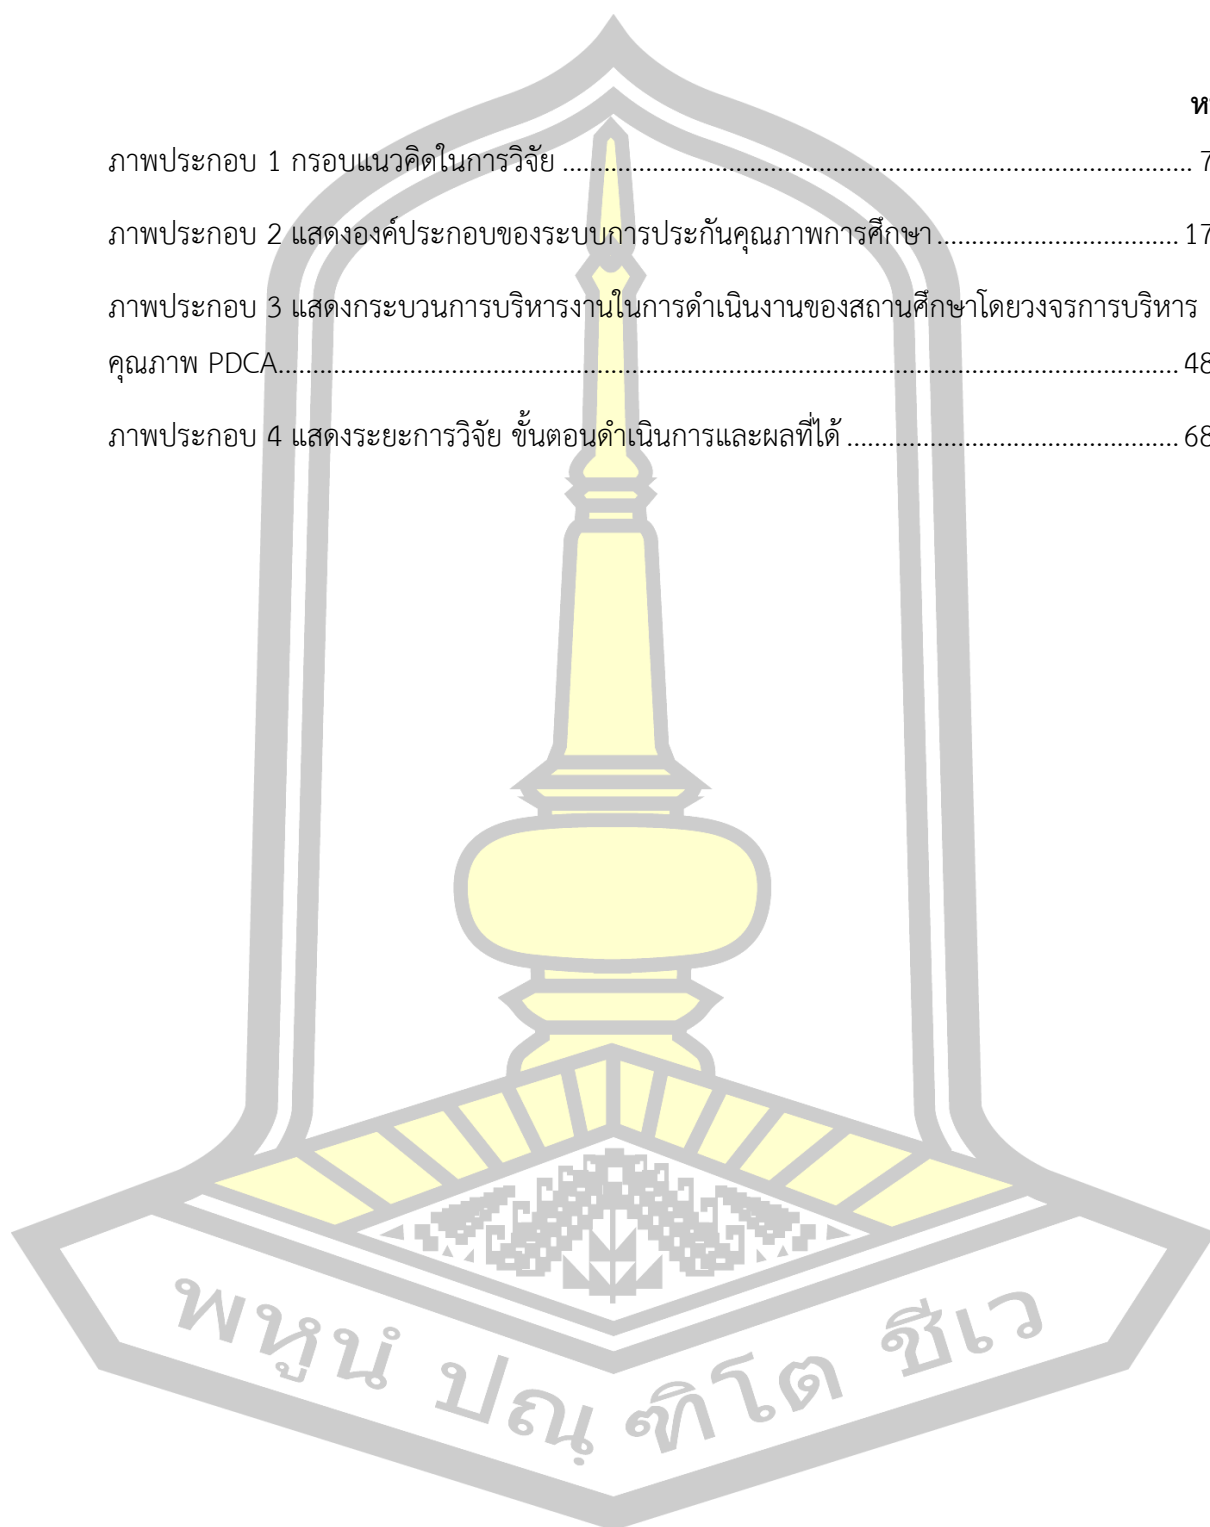 ภาพประกอบ 1 กรอบแนวคิดในการวิจัย ........................................................................................... 7
ภาพประกอบ 2 แสดงองค์ประกอบของระบบการประกันคุณภาพการศึกษา................................... 17
ภาพประกอบ 3 แสดงกระบวนการบริหารงานในการดำเนินงานของสถานศึกษาโดยวงจรการบริหาร
คุณภาพ PDCA.................................................................................................................................. 48
ภาพประกอบ 4 แสดงระยะการวิจัย ขั้นตอนดำเนินการและผลที่ได้ ................................................ 68
พหูนํ ปณฺฑิโต ชีเว